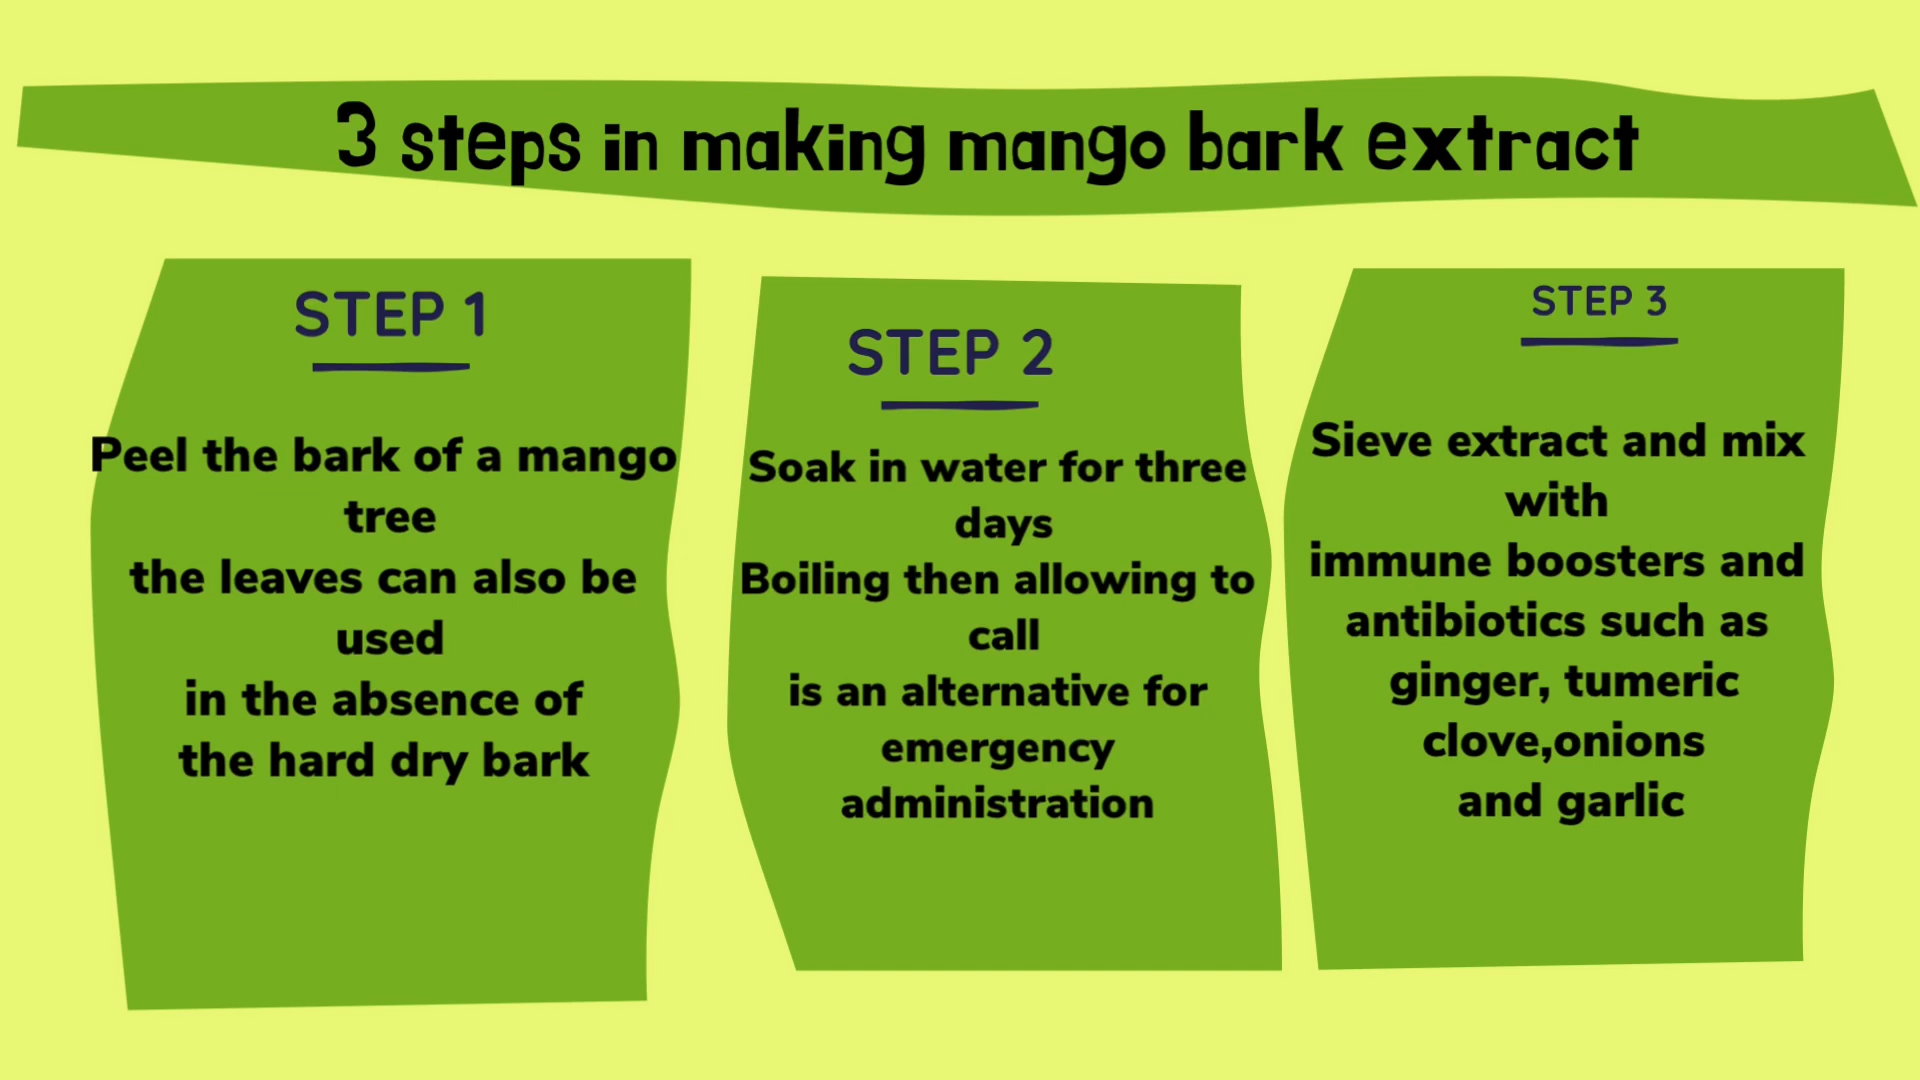 3 steps in making mango bark extract
STEP 1
Peel the bark of a mango
tree
the leaves can also be
used
in the absence of
the hard dry bark
STEP 2
Soak in water for three
days
Boiling then allowing to
call
is an alternative for
emergency
administration
STEP 3
Sieve extract and mix
with
immune boosters and
antibiotics such as
ginger, tumeric
clove,onions
and garlic